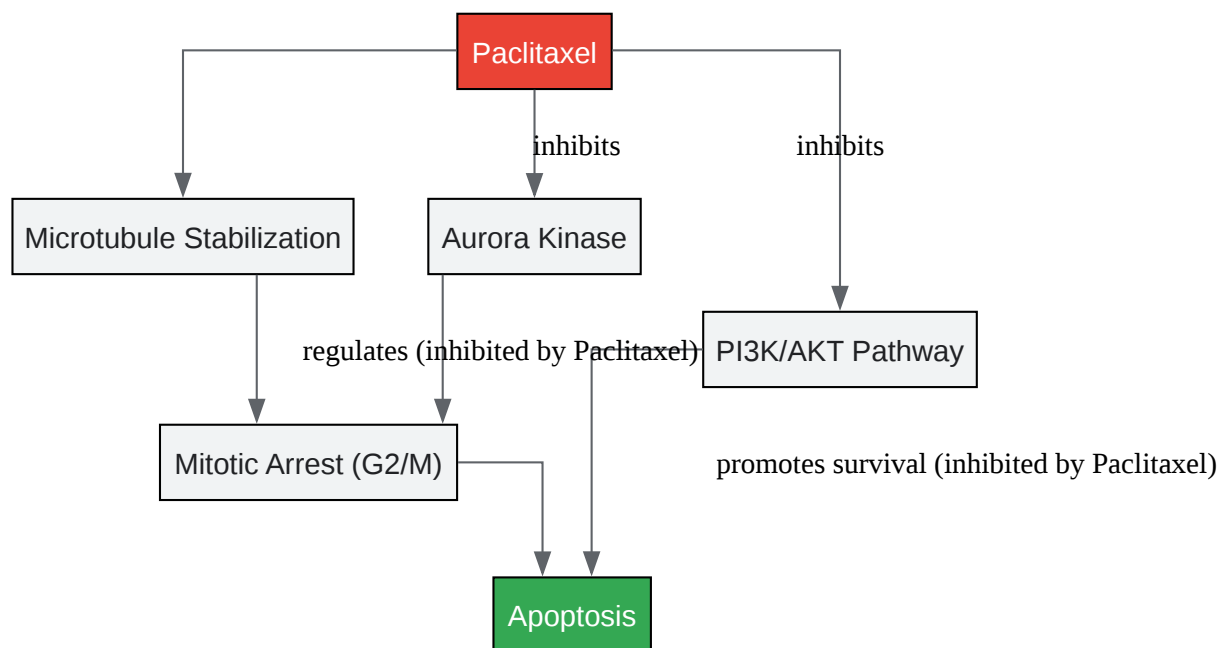 Paclitaxel
inhibits
inhibits
Microtubule Stabilization
Aurora Kinase
regulates (inhibited by Paclitaxel)
PI3K/AKT Pathway
Mitotic Arrest (G2/M)
promotes survival (inhibited by Paclitaxel)
Apoptosis